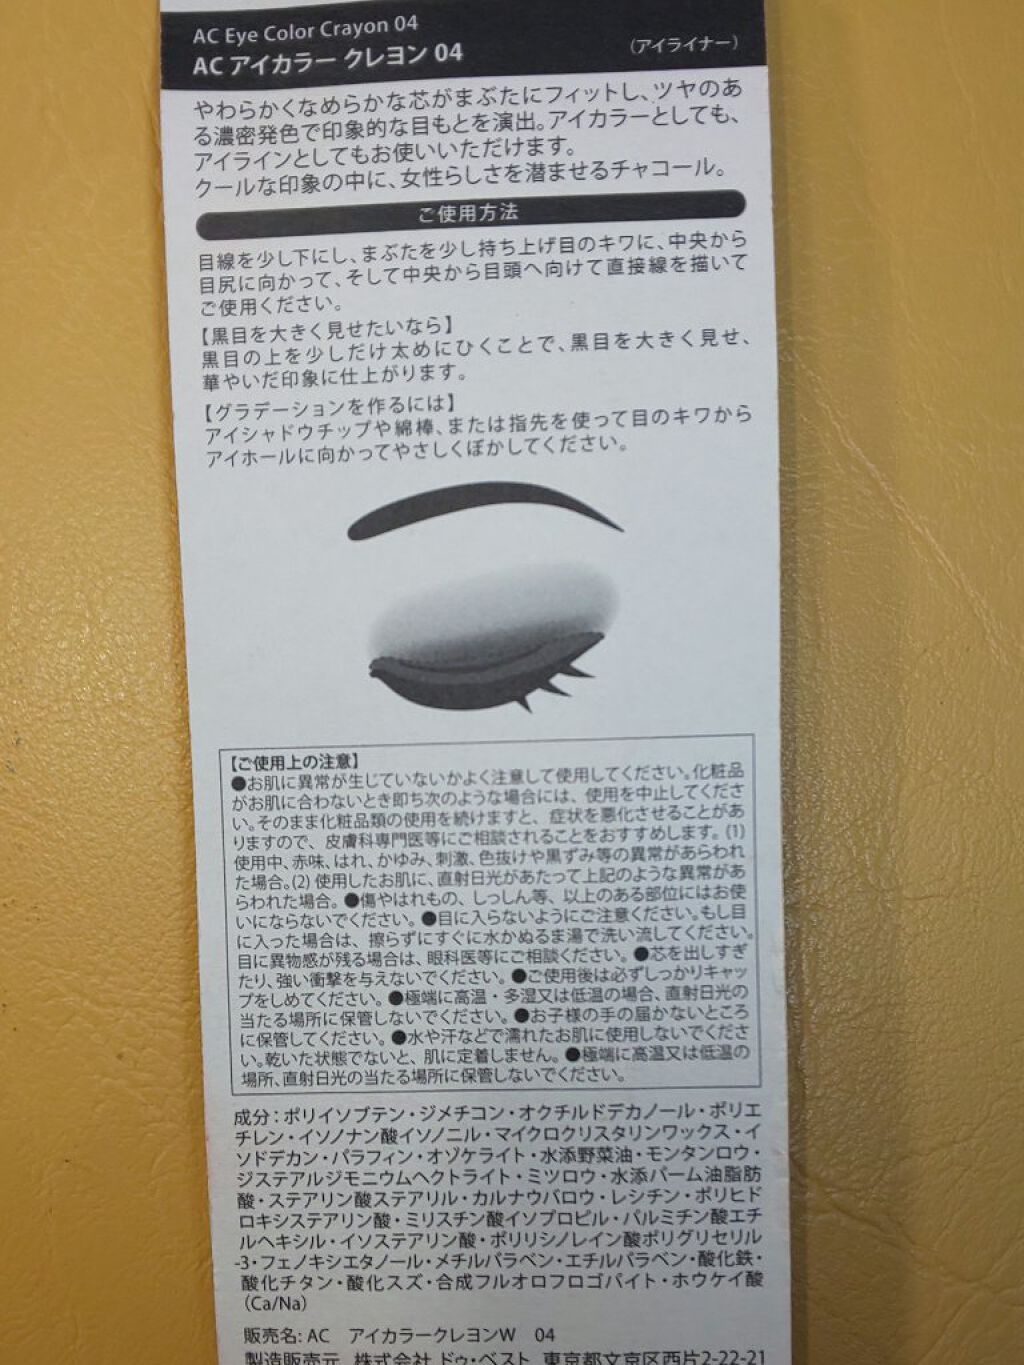 AC Eye Color Crayon 04
AC アイカラー クレヨン 04
(アイライナー)
やわらかくなめらかな芯がまぶたにフィットし、ツヤのあ
る濃密発色で印象的な目もとを演出。アイカラーとしても、
アイラインとしてもお使いいただけます。
クールな印象の中に、女性らしさを潜ませるチャコール。
ご使用方法
目線を少し下にし、まぶたを少し持ち上げ目のキワに、中央から
目尻に向かって、そして中央から目頭へ向けて直接線を描いて
ご使用ください。
【黒目を大きく見せたいなら】
黒目の上を少しだけ太めにひくことで、黒目を大きく見せ、
華やいだ印象に仕上がります。
【グラデーションを作るには】
アイシャドウチップや綿棒、または指先を使って目のキワから
アイホールに向かってやさしくぼかしてください。
【ご使用上の注意】
●お肌に異常が生じていないかよく注意して使用してください。化粧品
がお肌に合わないとき即ち次のような場合には、使用を中止してくださ
い。そのまま化粧品類の使用を続けますと、症状を悪化させることがあ
りますので、皮膚科専門医等にご相談されることをおすすめします。(1)
使用中、赤味、はれ、かゆみ、刺激、色抜けや黒ずみ等の異常があらわれ
た場合。(2) 使用したお肌に、直射日光があたって上記のような異常があ
らわれた場合。●傷やはれもの、しっしん等、以上のある部位にはお使
いにならないでください。●目に入らないようにご注意ください。もし目
に入った場合は、擦らずにすぐに水かぬるま湯で洗い流してください。
目に異物感が残る場合は、眼科医等にご相談ください。●芯を出しすぎ
たり、強い衝撃を与えないでください。●ご使用後は必ずしっかりキャッ
プをしめてください。●極端に高温・多湿又は低温の場合、直射日光の
当たる場所に保管しないでください。●お子様の手の届かないところ
に保管してください。●水や汗などで濡れたお肌に使用しないでくださ
い。乾いた状態でないと、肌に定着しません。●極端に高温又は低温の
場所、直射日光の当たる場所に保管しないでください。
成分：ポリイソブテン・ジメチコン・オクチルドデカノール・ポリエ
チレン・イソノナン酸イソノニル・マイクロクリスタリンワックス・イ
ソドデカン・パラフィン・オゾケライト・水添野菜油・モンタンロウ・
ジステアルジモニウムヘクトライト・ミツロウ・水添パーム油脂肪
酸・ステアリン酸ステアリル・カルナウバロウ・レシチン・ポリヒド
ロキシステアリン酸・ミリスチン酸イソプロピル・パルミチン酸エチ
ルヘキシル・イソステアリン酸・ポリリシノレイン酸ポリグリセリル
-3・フェノキシエタノール・メチルパラベン・エチルパラベン・酸化鉄・
酸化チタン・酸化スズ・合成フルオロフロゴパイト・ホウケイ酸
(Ca/Na)
販売名: AC　アイカラークレヨンW　04
製造販売元　株式会社 ドゥ・ベスト　東京都文京区西片2-22-21